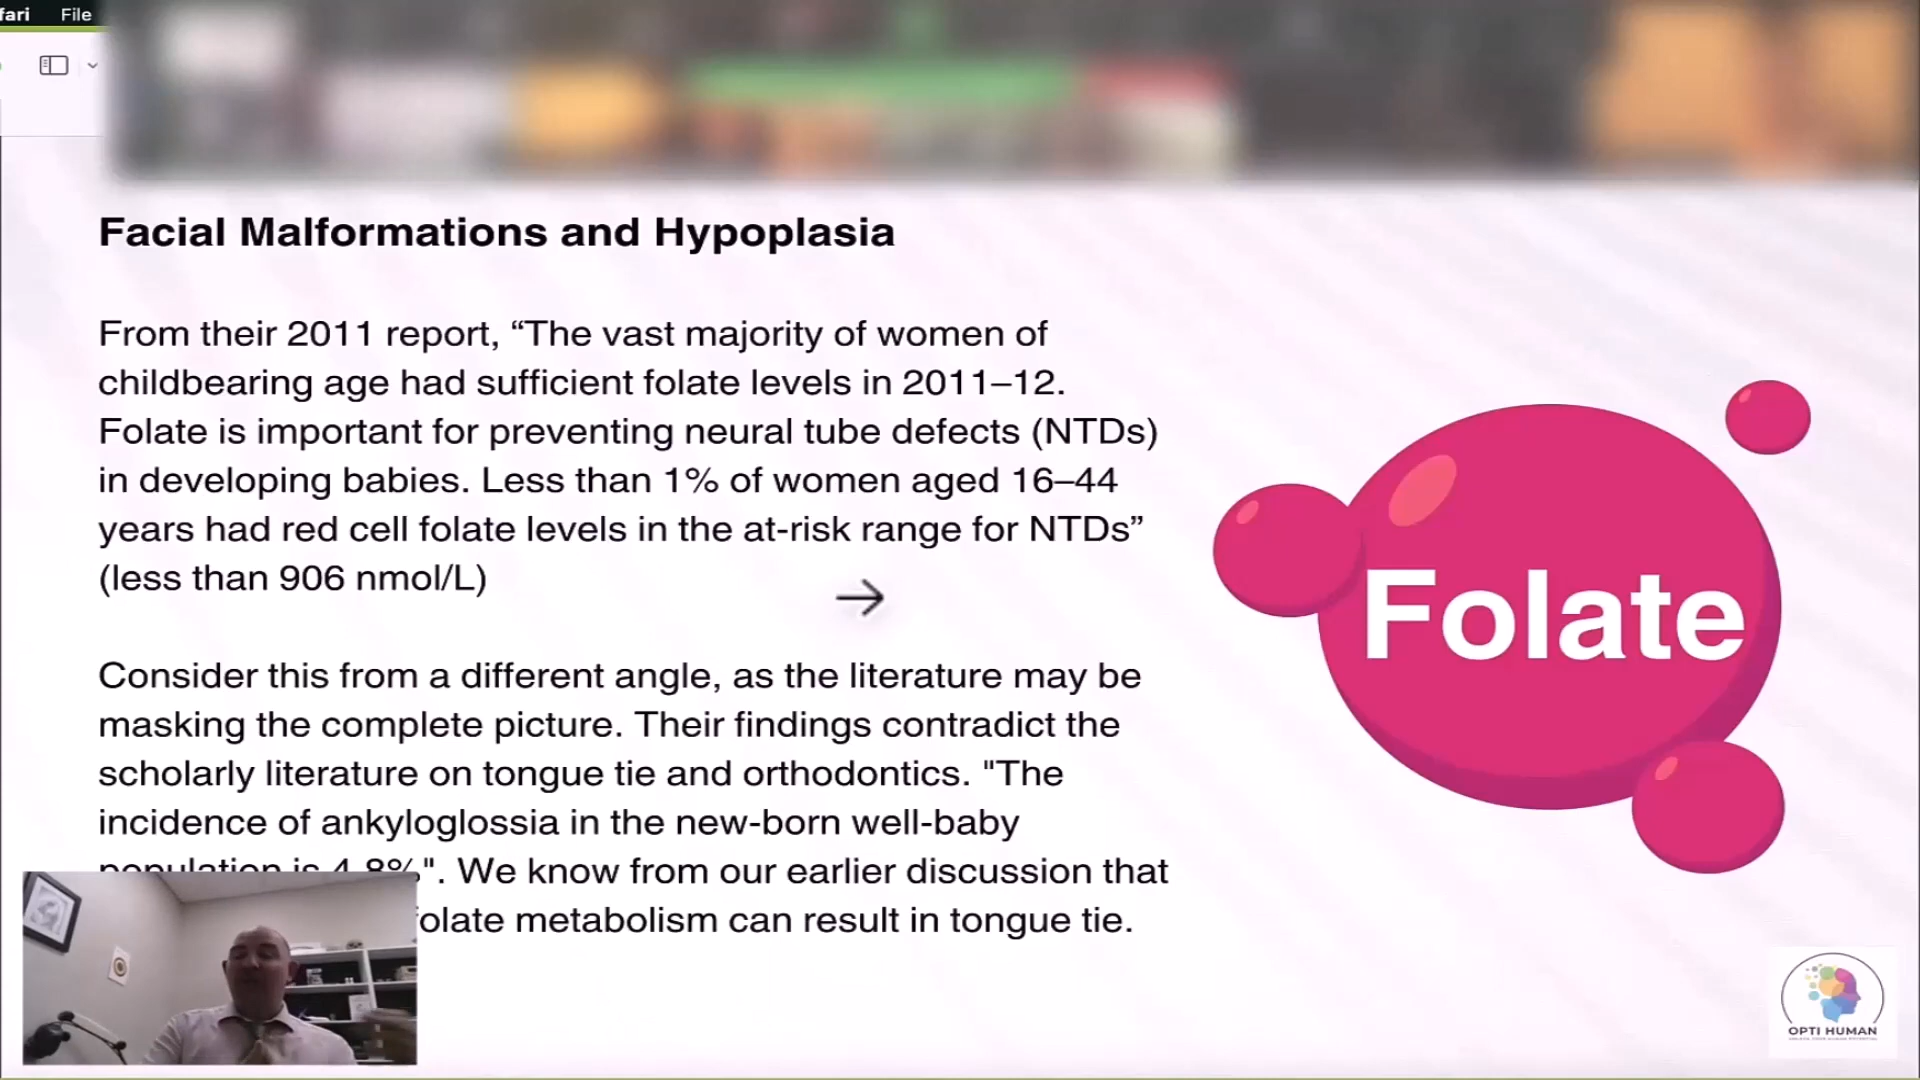 fari File
Facial Malformations and Hypoplasia
From their 2011 report, “The vast majority of women of
childbearing age had sufficient folate levels in 2011–12.
Folate is important for preventing neural tube defects (NTDs)
in developing babies. Less than 1% of women aged 16–44
years had red cell folate levels in the at-risk range for NTDs”
(less than 906 nmol/L)
Consider this from a different angle, as the literature may be
masking the complete picture. Their findings contradict the
scholarly literature on tongue tie and orthodontics. "The
incidence of ankyloglossia in the new-born well-baby
population is 4.8%". We know from our earlier discussion that
folate metabolism can result in tongue tie.
Folate
OPTI HUMAN